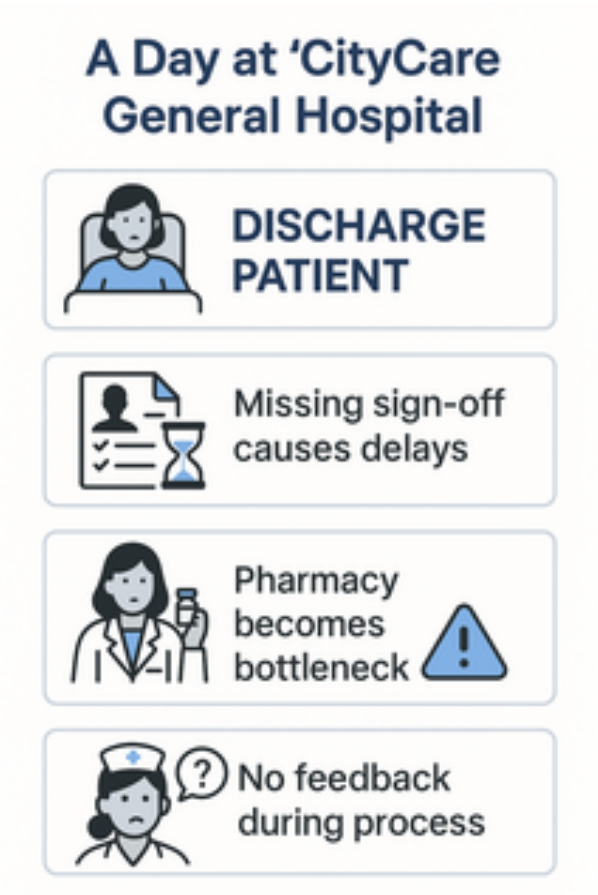 A Day at ‘CityCare
General Hospital
DISCHARGE
PATIENT
Missing sign-off
causes delays
Pharmacy
becomes
bottleneck
!
?
No feedback
during process